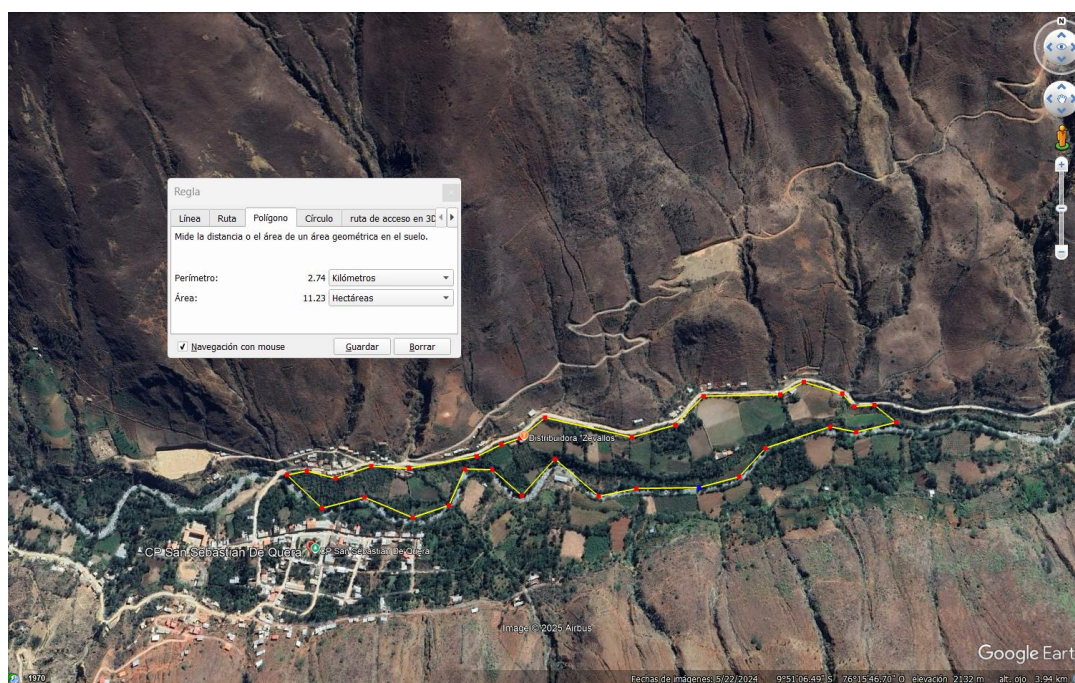 N
Regla
Línea Ruta Polígono Círculo ruta de acceso en 3D
Mide la distancia o el área de un área geométrica en el suelo.
Perímetro: 2.74 Kilómetros
Área: 11.23 Hectáreas
Navegación con mouse Guardar Borrar
Distribuidora "Zevallos"
CP San Sebastián De Quera CP San Sebastián De Quera
Image © 2025 Airbus
Google Eart
1970 Fechas de imágenes: 5/22/2024 9°51'06.49" S 76°15'46.70" O elevación 2132 m alt. ojo 3.94 km